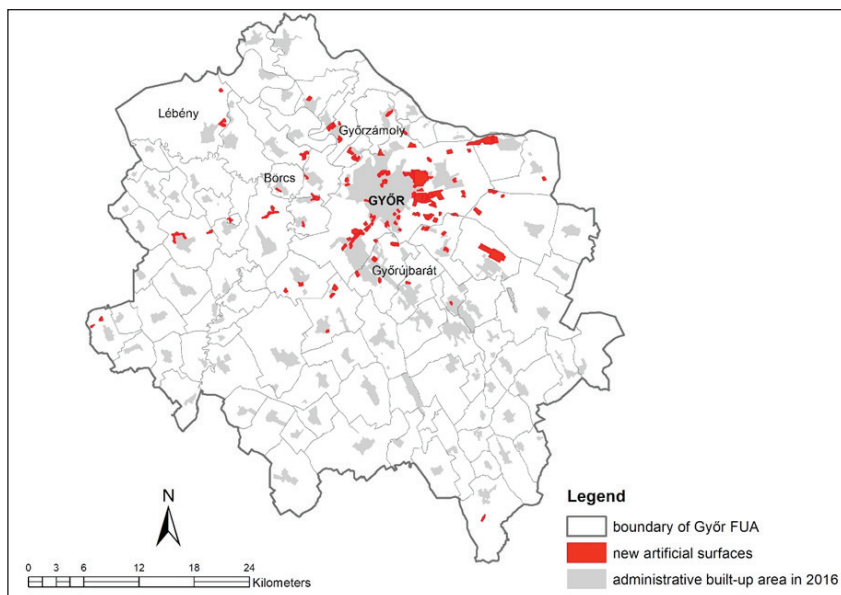 Lébény
Győrzámoly
Börcs
GYŐR
Győrújbarát
N
0 3 6 12 18 24
Kilometers
Legend
boundary of Győr FUA
new artificial surfaces
administrative built-up area in 2016